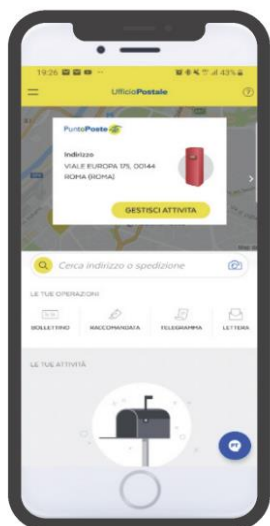 19:26
43%
UfficioPostale
PuntoPoste
Indirizzo
VIALE EUROPA 175, 00144
ROMA (ROMA)
GESTISCI ATTIVITA
Cerca indirizzo o spedizione
LE TUE OPERAZIONI
BOLLETTINO RACCOMANDATA TELEGRAMMA LETTERA
LE TUE ATTIVITÀ